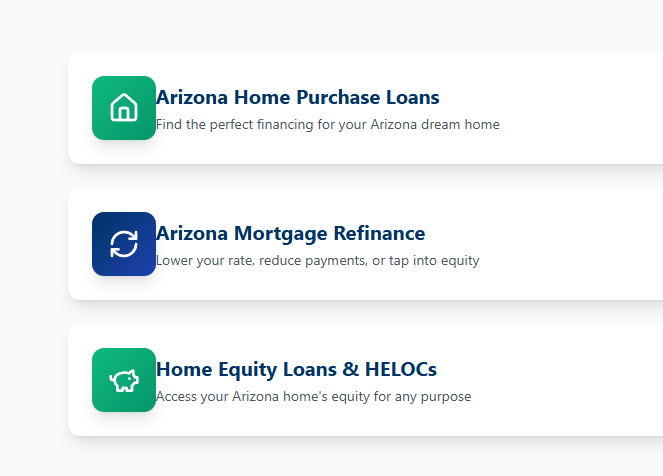 Arizona Home Purchase Loans
Find the perfect financing for your Arizona dream home
Arizona Mortgage Refinance
Lower your rate, reduce payments, or tap into equity
Home Equity Loans & HELOCs
Access your Arizona home's equity for any purpose